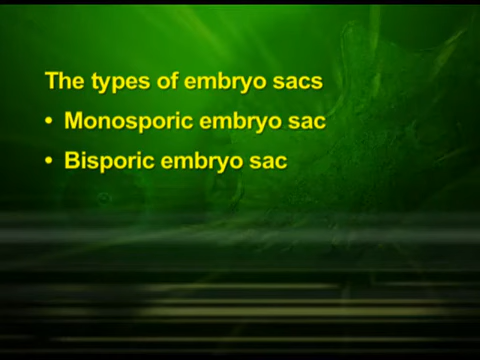 The types of embryo sacs
• Monosporic embryo sac
• Bisporic embryo sac